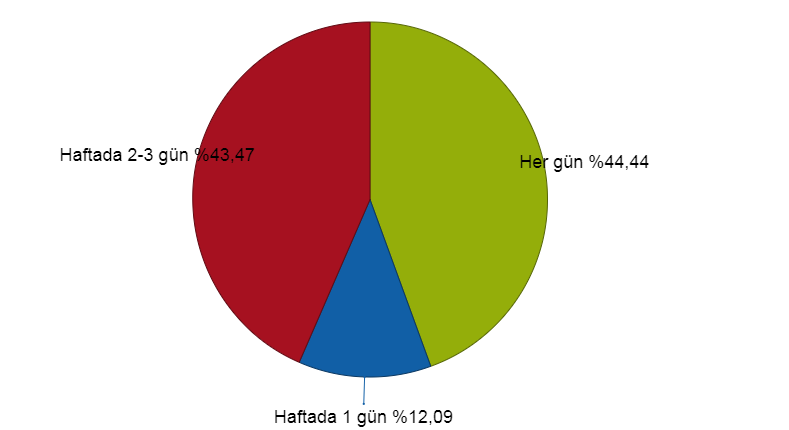 Haftada 2-3 gün %43,47
Her gün %44,44
Haftada 1 gün %12,09